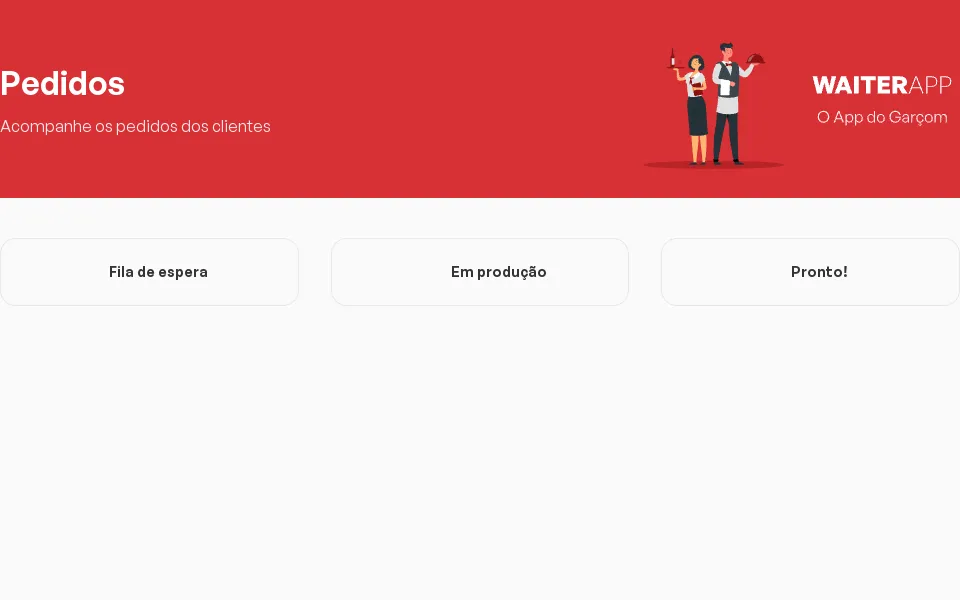 Pedidos
Acompanhe os pedidos dos clientes
WAITERAPP
O App do Garçom
Fila de espera
Em produção
Pronto!